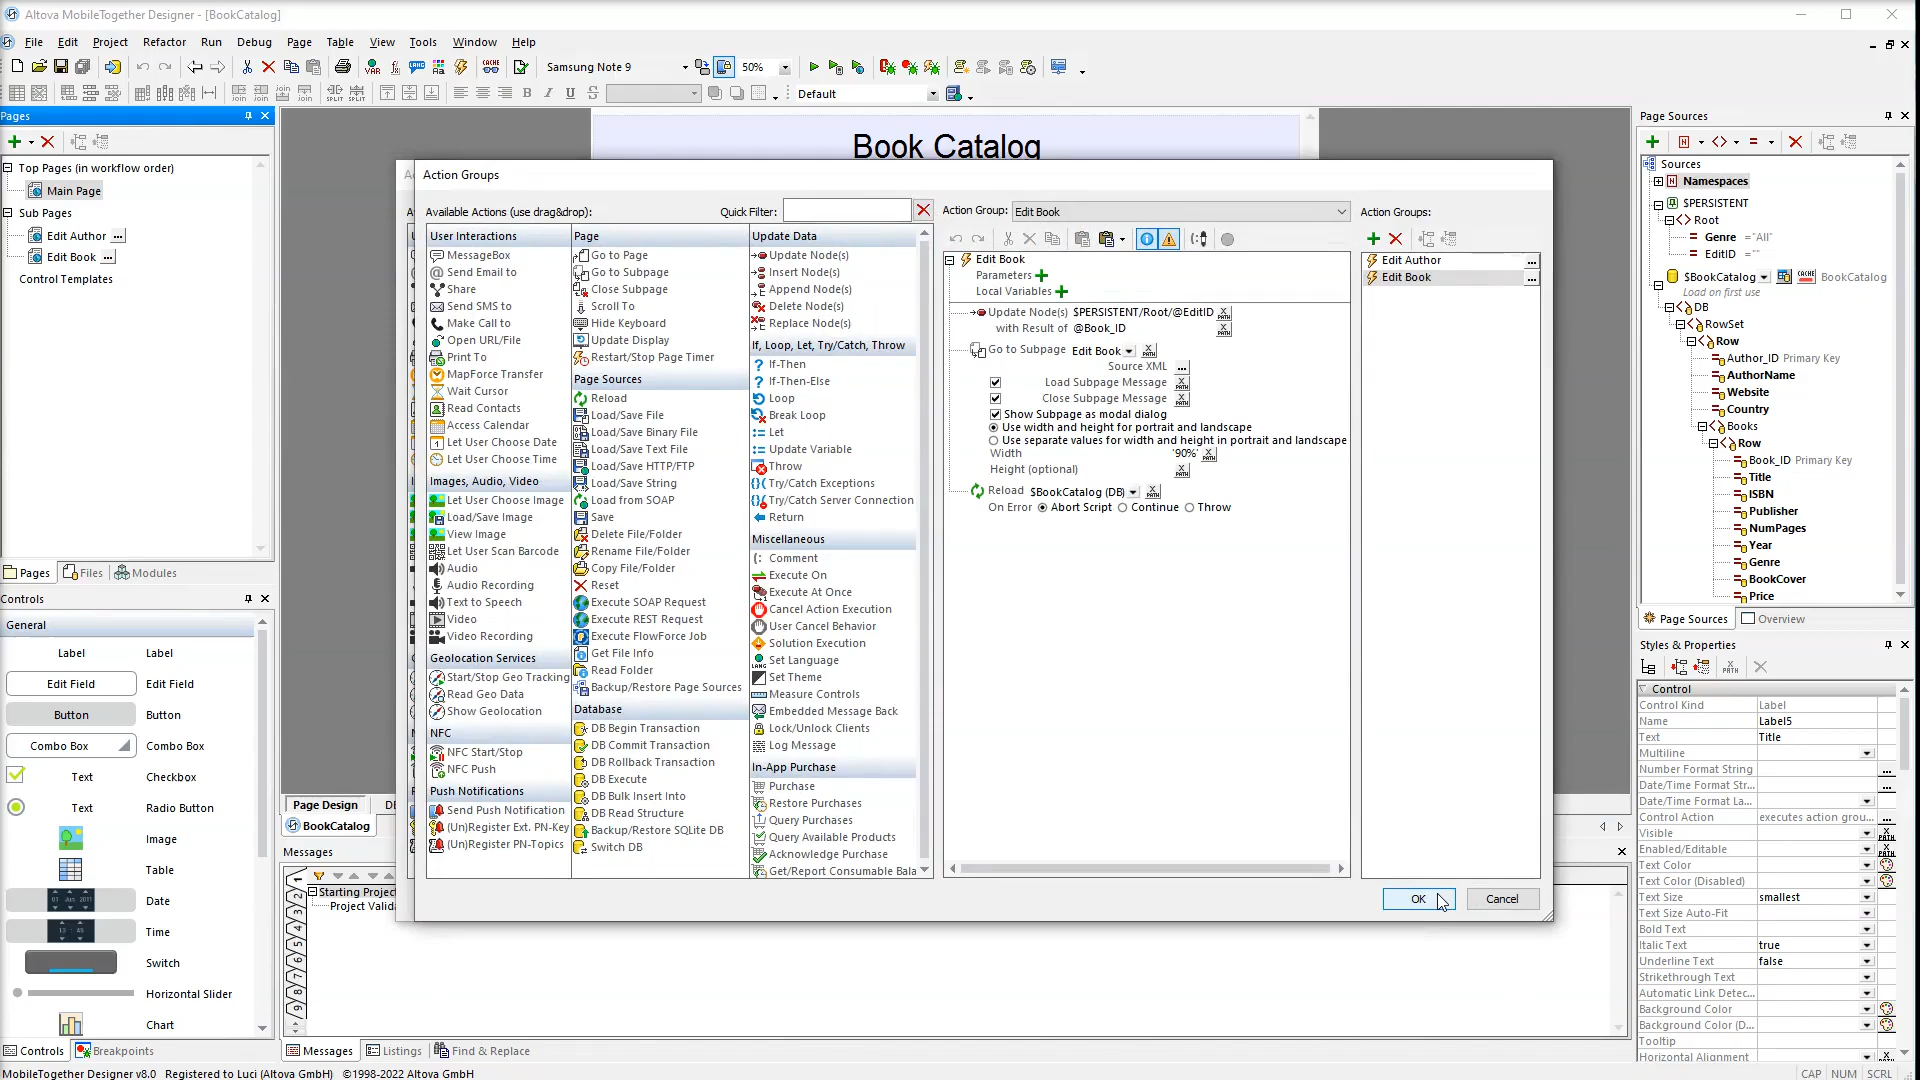 Altova MobileTogether Designer - [BookCatalog]
File Edit Project Refactor Run Debug Page Table View Tools Window Help
Samsung Note 9 50%
Default
Pages
Top Pages (in workflow order)
Main Page
Sub Pages
Edit Author ...
Edit Book ...
Control Templates
Pages Files Modules
Controls
General
Label Label
Edit Field Edit Field
Button Button
Combo Box Combo Box
Text Checkbox
Text Radio Button
Image
Table
Date
Time
Switch
Horizontal Slider
Chart
Controls Breakpoints
Book Catalog
Page Design
BookCatalog
Messages
Starting Project
Project Valida
Messages Listings Find & Replace
Action Groups
Available Actions (use drag&drop): Quick Filter:
User Interactions
MessageBox
Send Email to
Share
Send SMS to
Make Call to
Open URL/File
Print To
MapForce Transfer
Wait Cursor
Read Contacts
Access Calendar
Let User Choose Date
Let User Choose Time
Images, Audio, Video
Let User Choose Image
Load/Save Image
View Image
Let User Scan Barcode
Audio
Audio Recording
Text to Speech
Video
Video Recording
Geolocation Services
Start/Stop Geo Tracking
Read Geo Data
Show Geolocation
NFC
NFC Start/Stop
NFC Push
Push Notifications
Send Push Notification
(Un)Register Ext. PN-Key
(Un)Register PN-Topics
Page
Go to Page
Go to Subpage
Close Subpage
Scroll To
Hide Keyboard
Update Display
Restart/Stop Page Timer
Page Sources
Reload
Load/Save File
Load/Save Binary File
Load/Save Text File
Load/Save HTTP/FTP
Load/Save String
Load from SOAP
Save
Delete File/Folder
Rename File/Folder
Copy File/Folder
Reset
Execute SOAP Request
Execute REST Request
Execute FlowForce Job
Get File Info
Read Folder
Backup/Restore Page Sources
Database
DB Begin Transaction
DB Commit Transaction
DB Rollback Transaction
DB Execute
DB Bulk Insert Into
DB Read Structure
Backup/Restore SQLite DB
Switch DB
Update Data
Update Node(s)
Insert Node(s)
Append Node(s)
Delete Node(s)
Replace Node(s)
If, Loop, Let, Try/Catch, Throw
If-Then
If-Then-Else
Loop
Break Loop
Let
Update Variable
Throw
Try/Catch Exceptions
Try/Catch Server Connection
Return
Miscellaneous
Comment
Execute On
Execute At Once
Cancel Action Execution
User Cancel Behavior
Solution Execution
Set Language
Set Theme
Measure Controls
Embedded Message Back
Lock/Unlock Clients
Log Message
In-App Purchase
Purchase
Restore Purchases
Query Purchases
Query Available Products
Acknowledge Purchase
Get/Report Consumable Bala
Action Group: Edit Book
Edit Book
Parameters
Local Variables
Update Node(s) $PERSISTENT/Root/@EditID
with Result of @Book_ID
Go to Subpage Edit Book
Source XML ...
Load Subpage Message
Close Subpage Message
Show Subpage as modal dialog
Use width and height for portrait and landscape
Use separate values for width and height in portrait and landscape
Width '90%'
Height (optional)
Reload $BookCatalog (DB)
On Error Abort Script Continue Throw
Action Groups:
Edit Author ...
Edit Book ...
OK Cancel
Page Sources
Sources
Namespaces
$PERSISTENT
Root
Genre ="All"
EditID =""
$BookCatalog CACHE BookCatalog
Load on first use
DB
RowSet
Row
Author_ID Primary Key
AuthorName
Website
Country
Books
Row
Book_ID Primary Key
Title
ISBN
Publisher
NumPages
Year
Genre
BookCover
Price
Page Sources Overview
Styles & Properties
Control
Control Kind Label
Name Label5
Text Title
Multiline
Number Format String ...
Date/Time Format Str... ...
Date/Time Format La...
Control Action executes action grou... ...
Visible
Enabled/Editable
Text Color
Text Color (Disabled)
Text Size smallest
Text Size Auto-Fit
Bold Text
Italic Text true
Underline Text false
Strikethrough Text
Automatic Link Detec...
Background Color
Background Color (D...
Tooltip
Horizontal Alignment
MobileTogether Designer v8.0 Registered to Luci (Altova GmbH) ©1998-2022 Altova GmbH
CAP NUM SCRL